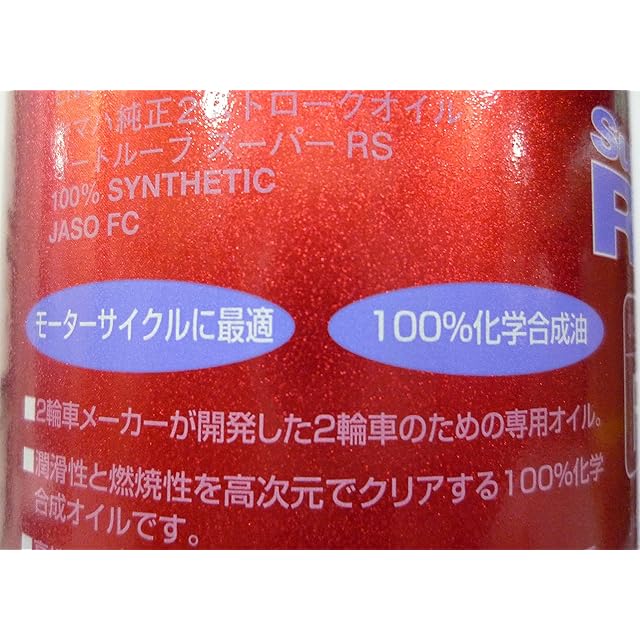 ヤマハ純正2ストロークオイル
オートルーブ スーパーRS
100% SYNTHETIC
JASO FC
モーターサイクルに最適
100%化学合成油
2輪車メーカーが開発した2輪車のための専用オイル。
潤滑性と燃焼性を高次元でクリアする100%化学
合成オイルです。